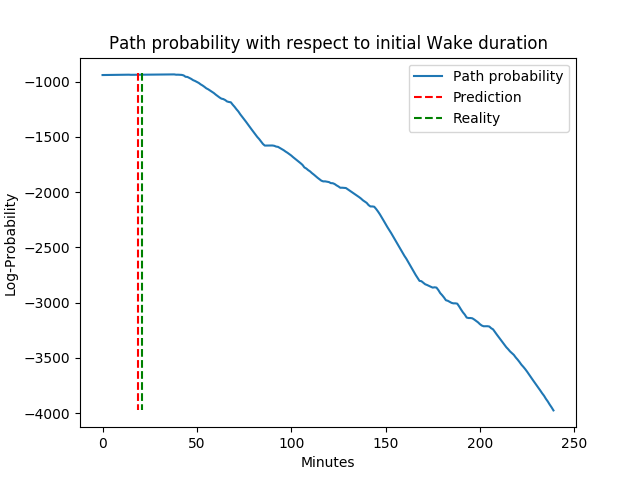 Path probability with respect to initial Wake duration
Path probability
Prediction
Reality
Log-Probability
−1000
−1500
−2000
−2500
−3000
−3500
−4000
0 50 100 150 200 250
Minutes